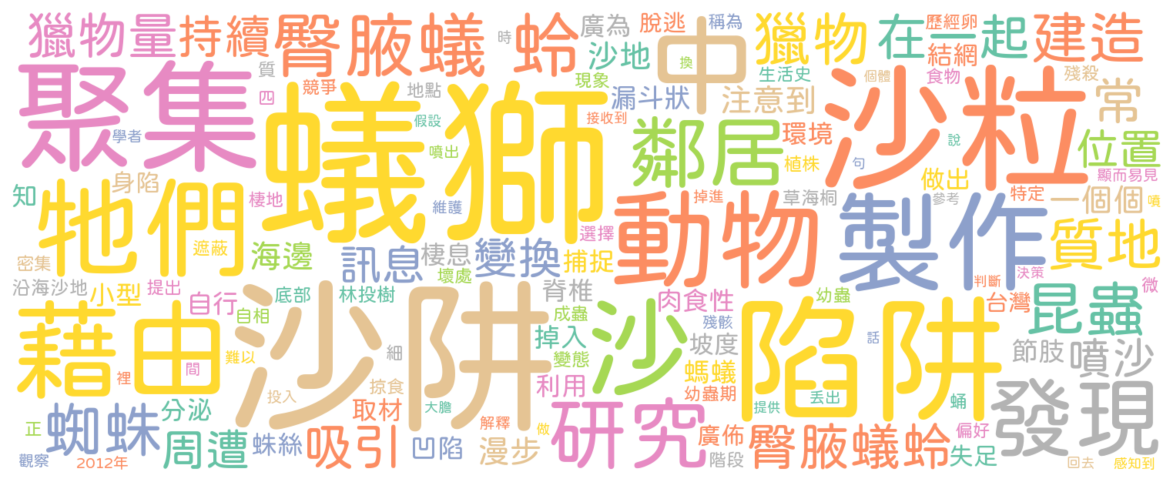 獵物量
持續
臀腋蟻蛉
蛉
時
沙地
廣為
脫逃
稱為
中
換
獵物
在一起
歷經卵
結網
建造
聚集
質
四
競爭
地點
現象
漏斗狀
注意到
生活史
個體
食物
殘殺
常
學者
假設
噴出
接收到
蟻獅
鄰居
環境
植株
沙粒
說
句
位置
顯而易見
知
身陷
棲地
維護
掉進
草海桐
做出
參考
特定
一個個
噴
牠們
遮蔽
海邊
訊息
棲息
變換
選擇
捕捉
動物
製作
質地
密集
沿海沙地
小型
提出
自行
底部
林投樹
壞處
脊椎
肉食性
幼蟲
判斷
決策
台灣
昆蟲
微
藉由
自相
沙阱
成蟲
掉入
變態
沙
殘骸
坡度
陷阱
話
節肢
噴沙
裡
間
難以
細
掠食
利用
螞蟻
幼蟲期
提供
丟出
蛹
發現
投入
大膽
蜘蛛
分泌
取材
解釋
做
研究
廣佈
階段
臀腋蟻蛉
偏好
失足
正
觀察
2012年
周遭
蛛絲
吸引
凹陷
漫步
回去
感知到